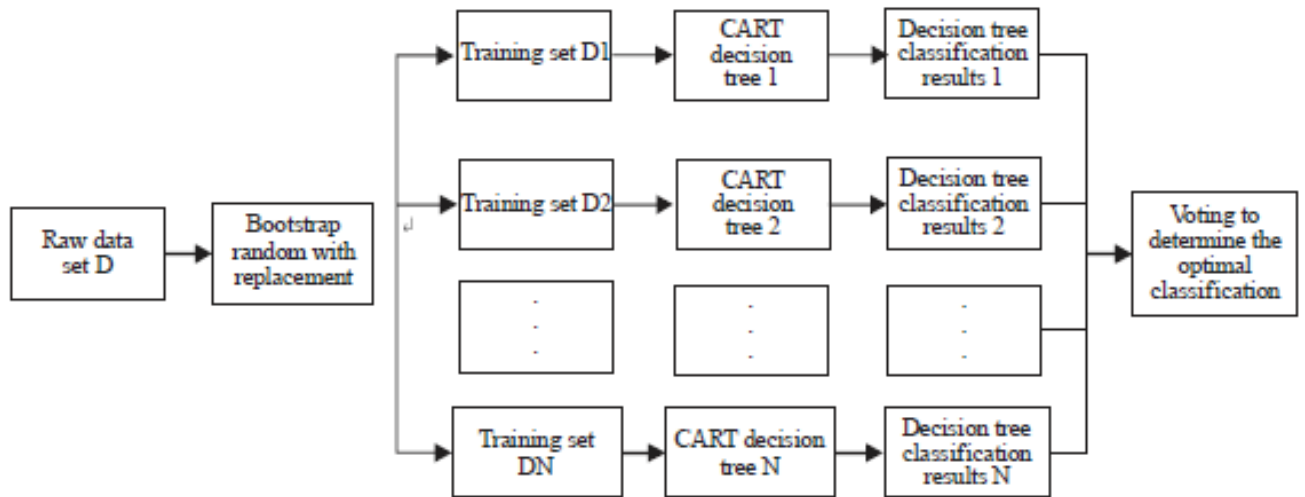 Raw data
set D
Bootstrap
random with
replacement
Training set D1
CART
decision
tree 1
Decision tree
classification
results 1
Training set D2
CART
decision
tree 2
Decision tree
classification
results 2
.
.
.
.
.
.
.
.
.
Training set
DN
CART decision
tree N
Decision tree
classification
results N
Voting to
determine the
optimal
classification